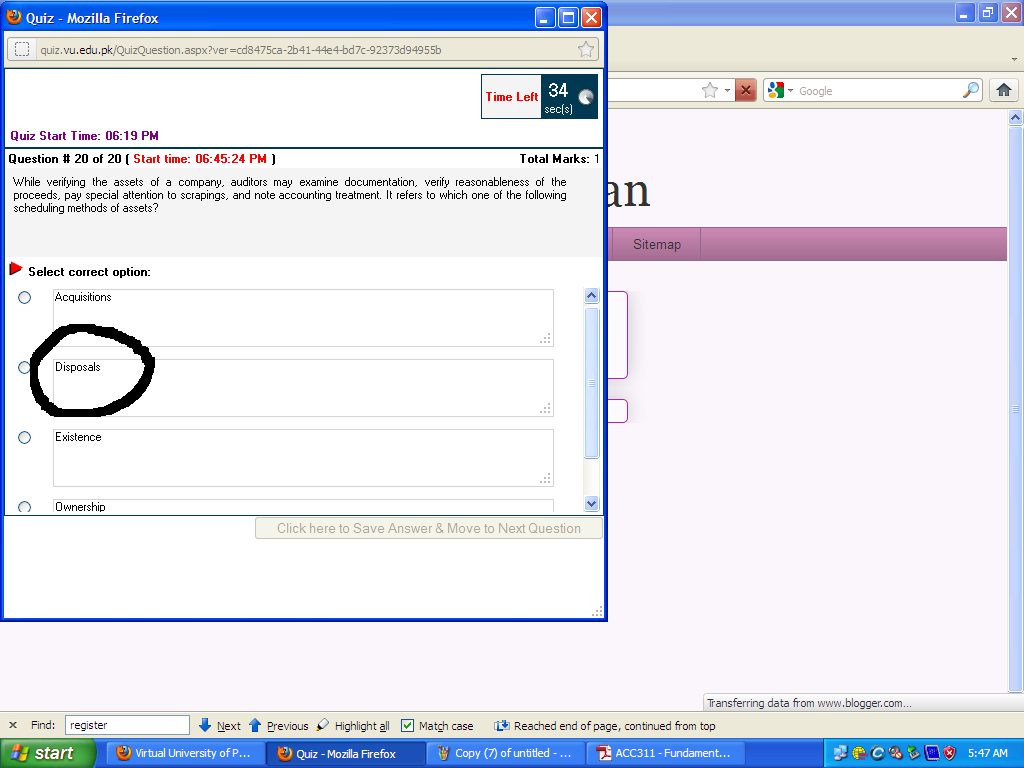 Quiz - Mozilla Firefox
quiz.vu.edu.pk/QuizQuestion.aspx?ver=cd8475ca-2b41-44e4-bd7c-92373d94955b
Google
Time Left 34
sec(s)
Quiz Start Time: 06:19 PM
Question # 20 of 20 ( Start time: 06:45:24 PM ) Total Marks: 1
While verifying the assets of a company, auditors may examine documentation, verify reasonableness of the
proceeds, pay special attention to scrapings, and note accounting treatment. It refers to which one of the following
scheduling methods of assets?
an
Sitemap
Select correct option:
Acquisitions
Disposals
Existence
Ownership
Click here to Save Answer & Move to Next Question
Transferring data from www.blogger.com...
Find: register Next Previous Highlight all Match case Reached end of page, continued from top
start Virtual University of P... Quiz - Mozilla Firefox Copy (7) of untitled - ... ACC311 - Fundament... 5:47 AM